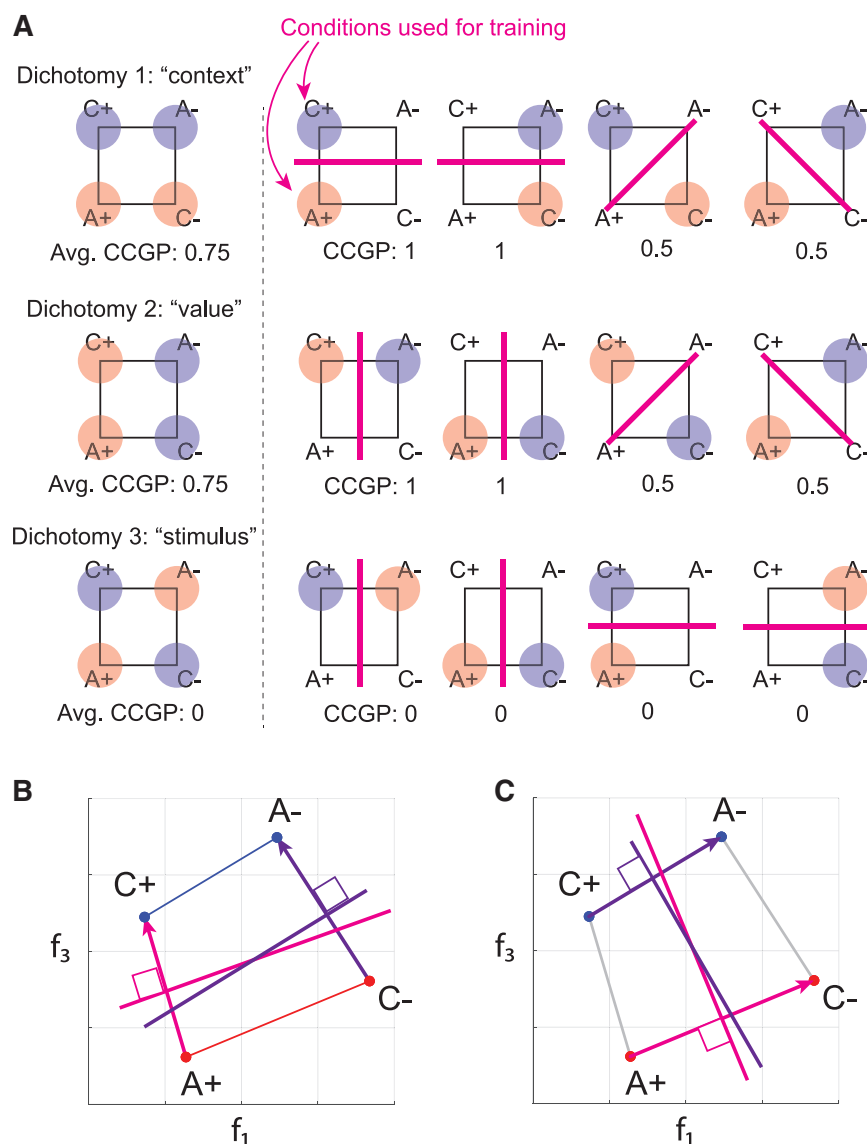 A
Conditions used for training
Dichotomy 1: “context”
C+ A- C+ A- C+ A- C+ A- C+ A-
A+ C- A+ C- A+ C- A+ C- A+ C-
Avg. CCGP: 0.75 CCGP: 1 1 0.5 0.5
Dichotomy 2: “value”
C+ A- C+ A- C+ A- C+ A- C+ A-
A+ C- A+ C- A+ C- A+ C- A+ C-
Avg. CCGP: 0.75 CCGP: 1 1 0.5 0.5
Dichotomy 3: “stimulus”
C+ A- C+ A- C+ A- C+ A- C+ A-
A+ C- A+ C- A+ C- A+ C- A+ C-
Avg. CCGP: 0 CCGP: 0 0 0 0
B
A-
C+
f3
C-
A+
f1
C
A-
C+
f3
C-
A+
f1